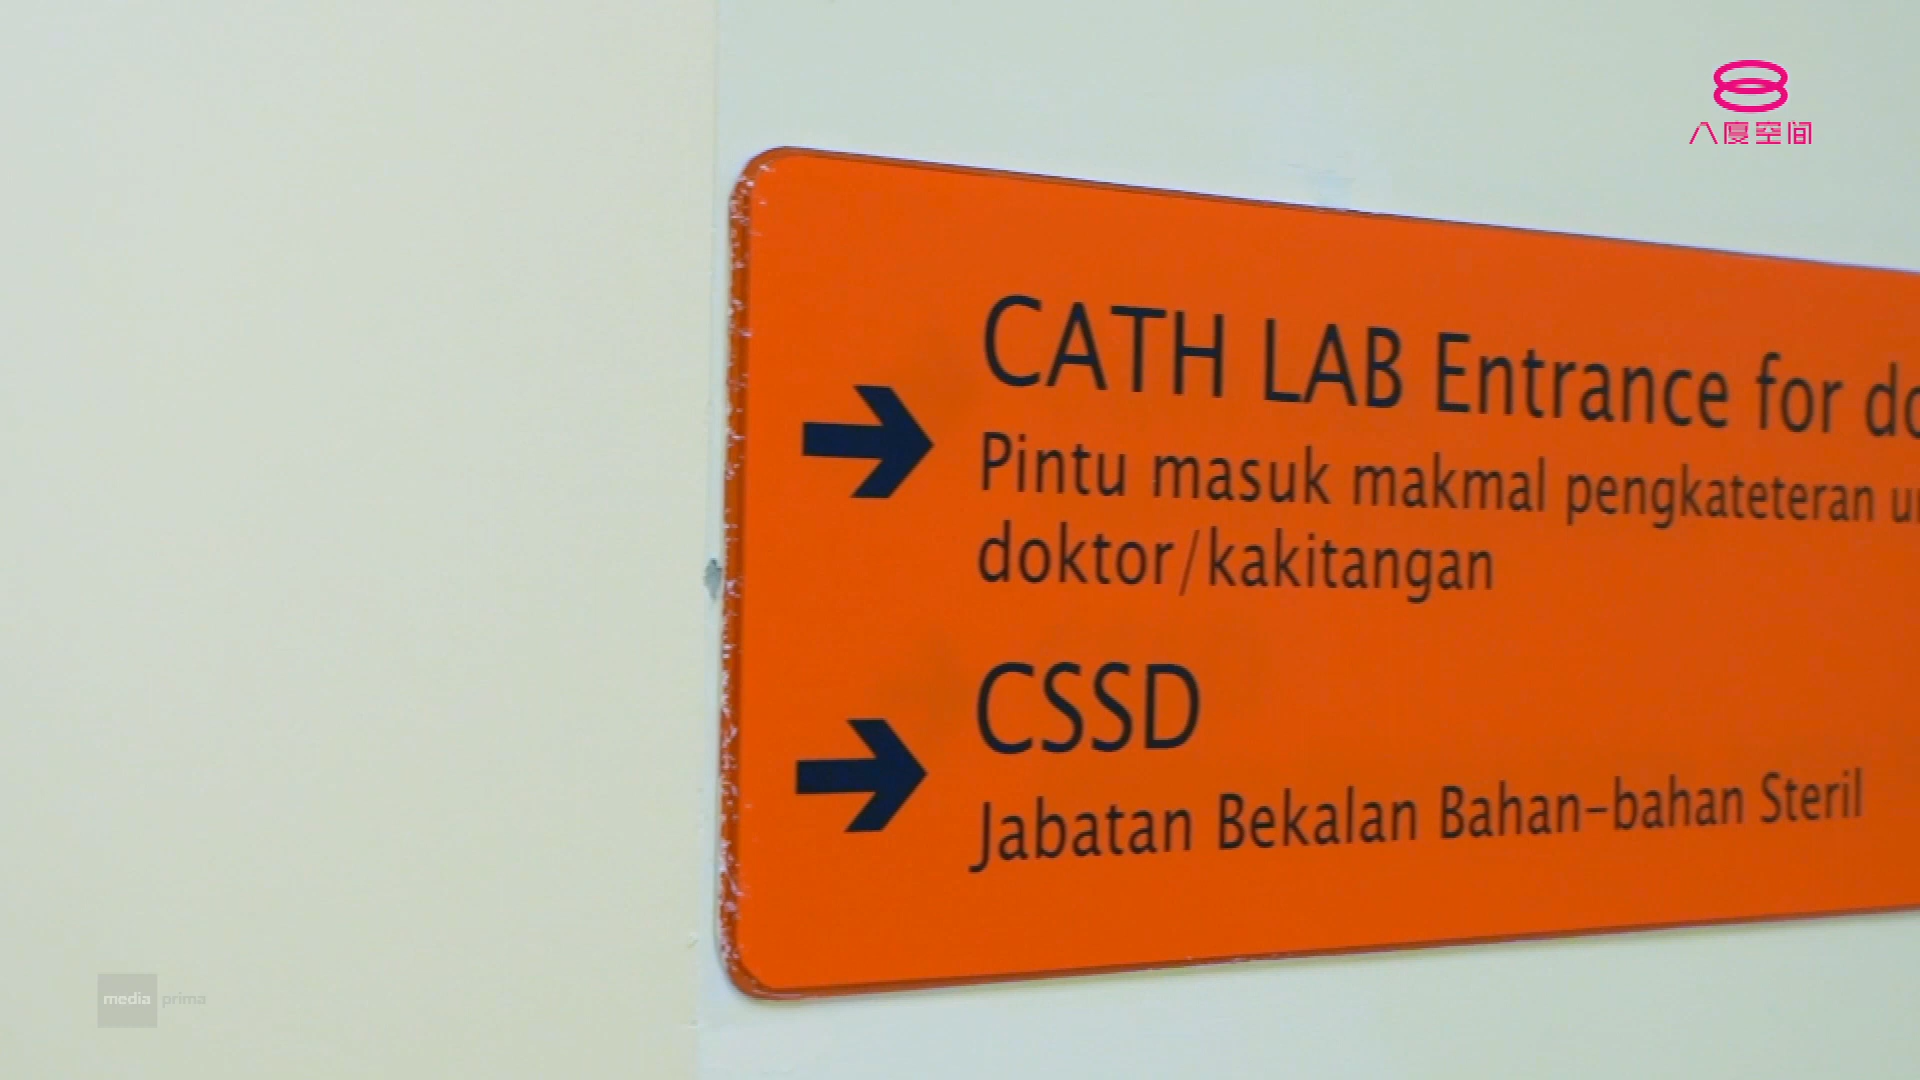 八度空间
CATH LAB Entrance for
Pintu masuk makmal pengkateteran
doktor/kakitangan
CSSD
Jabatan Bekalan Bahan-bahan Steril
media prima